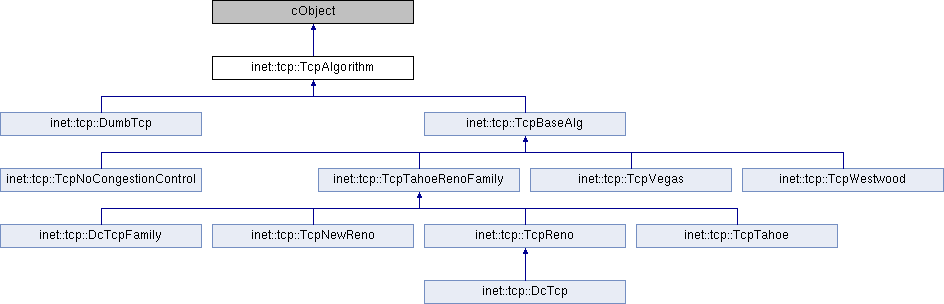 cObject
inet::tcp::TcpAlgorithm
inet::tcp::DumbTcp
inet::tcp::TcpBaseAlg
inet::tcp::TcpNoCongestionControl
inet::tcp::TcpTahoeRenoFamily
inet::tcp::TcpVegas
inet::tcp::TcpWestwood
inet::tcp::DcTcpFamily
inet::tcp::TcpNewReno
inet::tcp::TcpReno
inet::tcp::TcpTahoe
inet::tcp::DcTcp